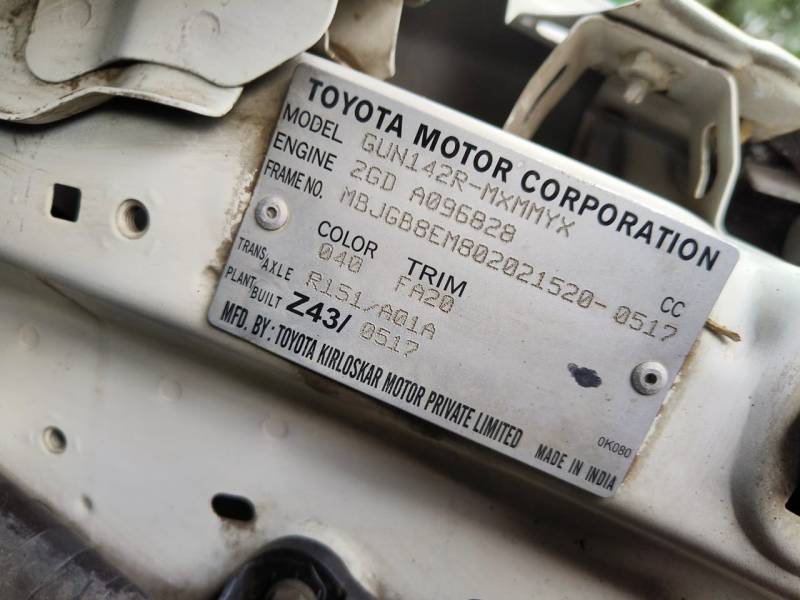 TOYOTA MOTOR CORPORATION
MODEL GUN142R-MXMMYX
ENGINE 2GD A096828 CC
FRAME NO. MBJGB8EM802021520-0517
COLOR TRIM
040 FA20
TRANS/AXLE R151/A01A
PLANT/BUILT Z43/ 0517
MFD. BY: TOYOTA KIRLOSKAR MOTOR PRIVATE LIMITED MADE IN INDIA
0K080